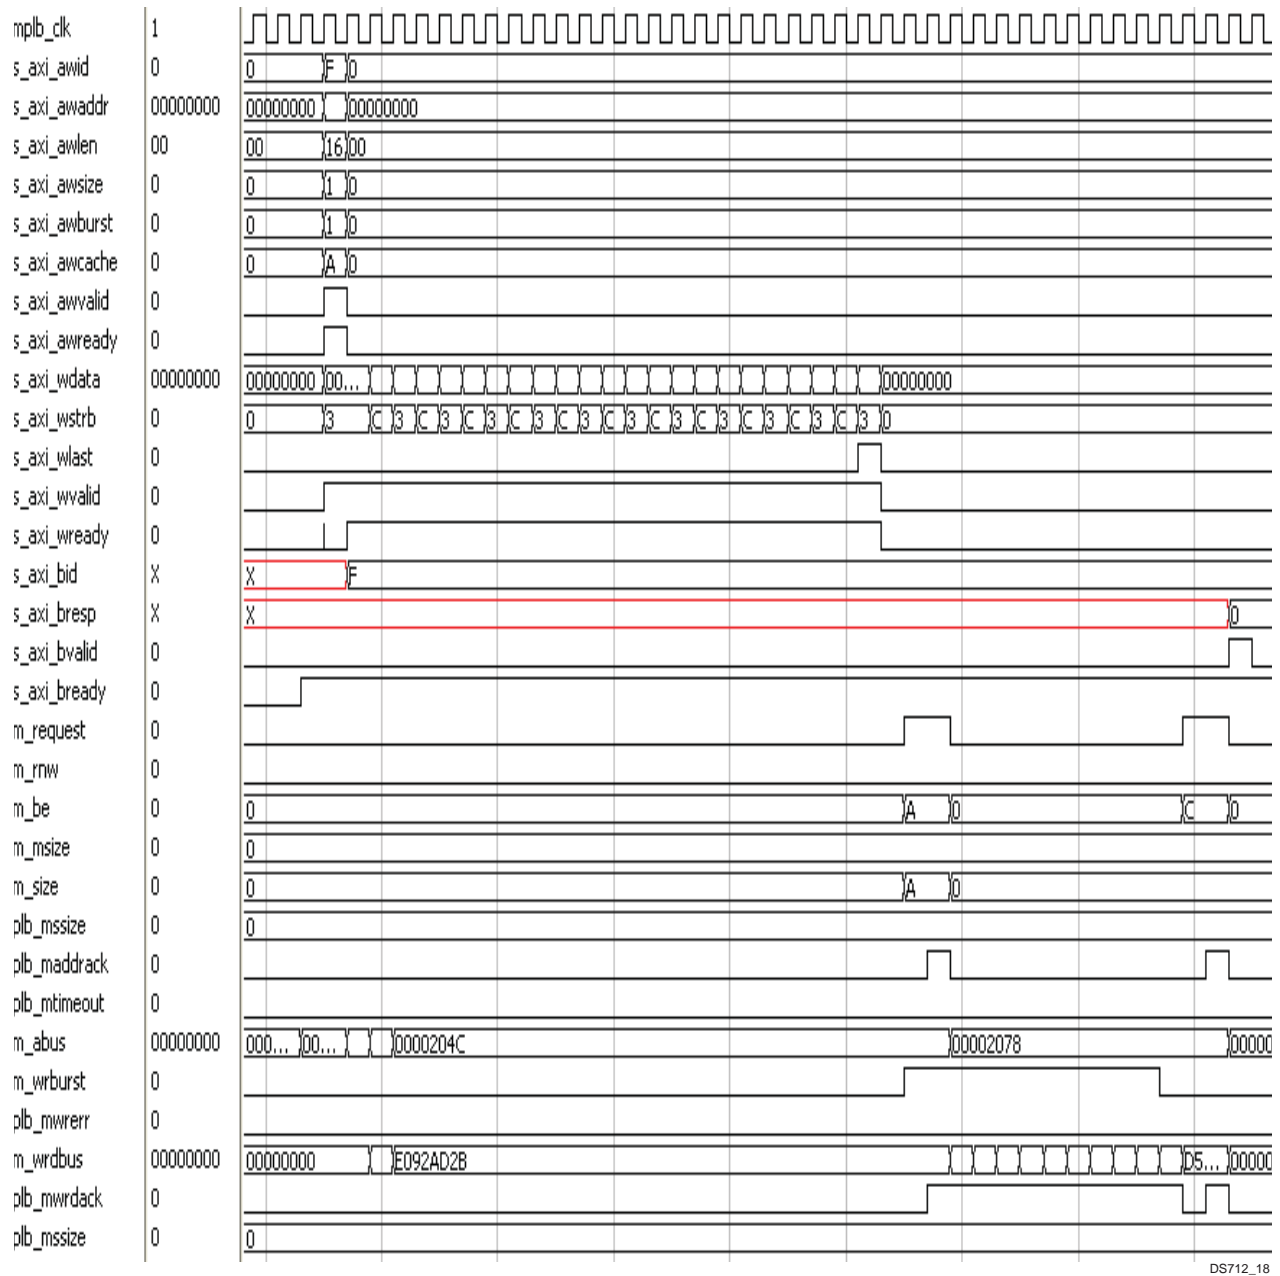 mplb_clk 1
s_axi_awid 0 0 F 0
s_axi_awaddr 00000000 00000000 00000000
s_axi_awlen 00 00 16 00
s_axi_awsize 0 0 1 0
s_axi_awburst 0 0 1 0
s_axi_awcache 0 0 A 0
s_axi_awvalid 0
s_axi_awready 0
s_axi_wdata 00000000 00000000 00... 00000000
s_axi_wstrb 0 0 3 C 3 C 3 C 3 C 3 C 3 C 3 C 3 C 3 C 3 C 3 C 3 0
s_axi_wlast 0
s_axi_wvalid 0
s_axi_wready 0
s_axi_bid X X F
s_axi_bresp X X 0
s_axi_bvalid 0
s_axi_bready 0
m_request 0
m_rnw 0
m_be 0 0 A 0 C 0
m_msize 0 0
m_size 0 0 A 0
plb_mssize 0 0
plb_maddrack 0
plb_mtimeout 0
m_abus 00000000 000... 00... 0000204C 00002078 00000
m_wrburst 0
plb_mwrerr 0
m_wrdbus 00000000 00000000 E092AD2B D5... 00000
plb_mwrdack 0
plb_mssize 0 0
DS712_18